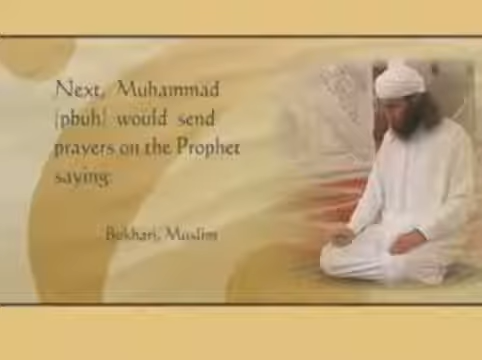 Next, Muhammad
[pbuh] would send
prayers on the Prophet
saying:
Bukhari, Muslim